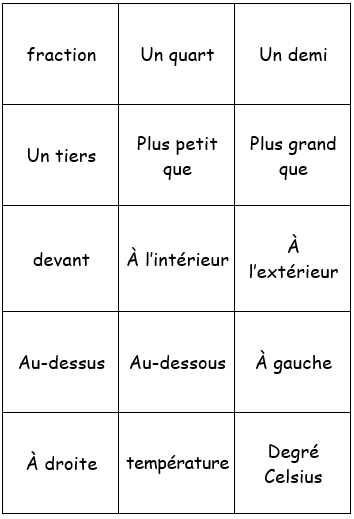 fraction
Un quart
Un demi
Un tiers
Plus petit
que
Plus grand
que
devant
À l'intérieur
À
l'extérieur
Au-dessus
Au-dessous
À gauche
À droite
température
Degré
Celsius